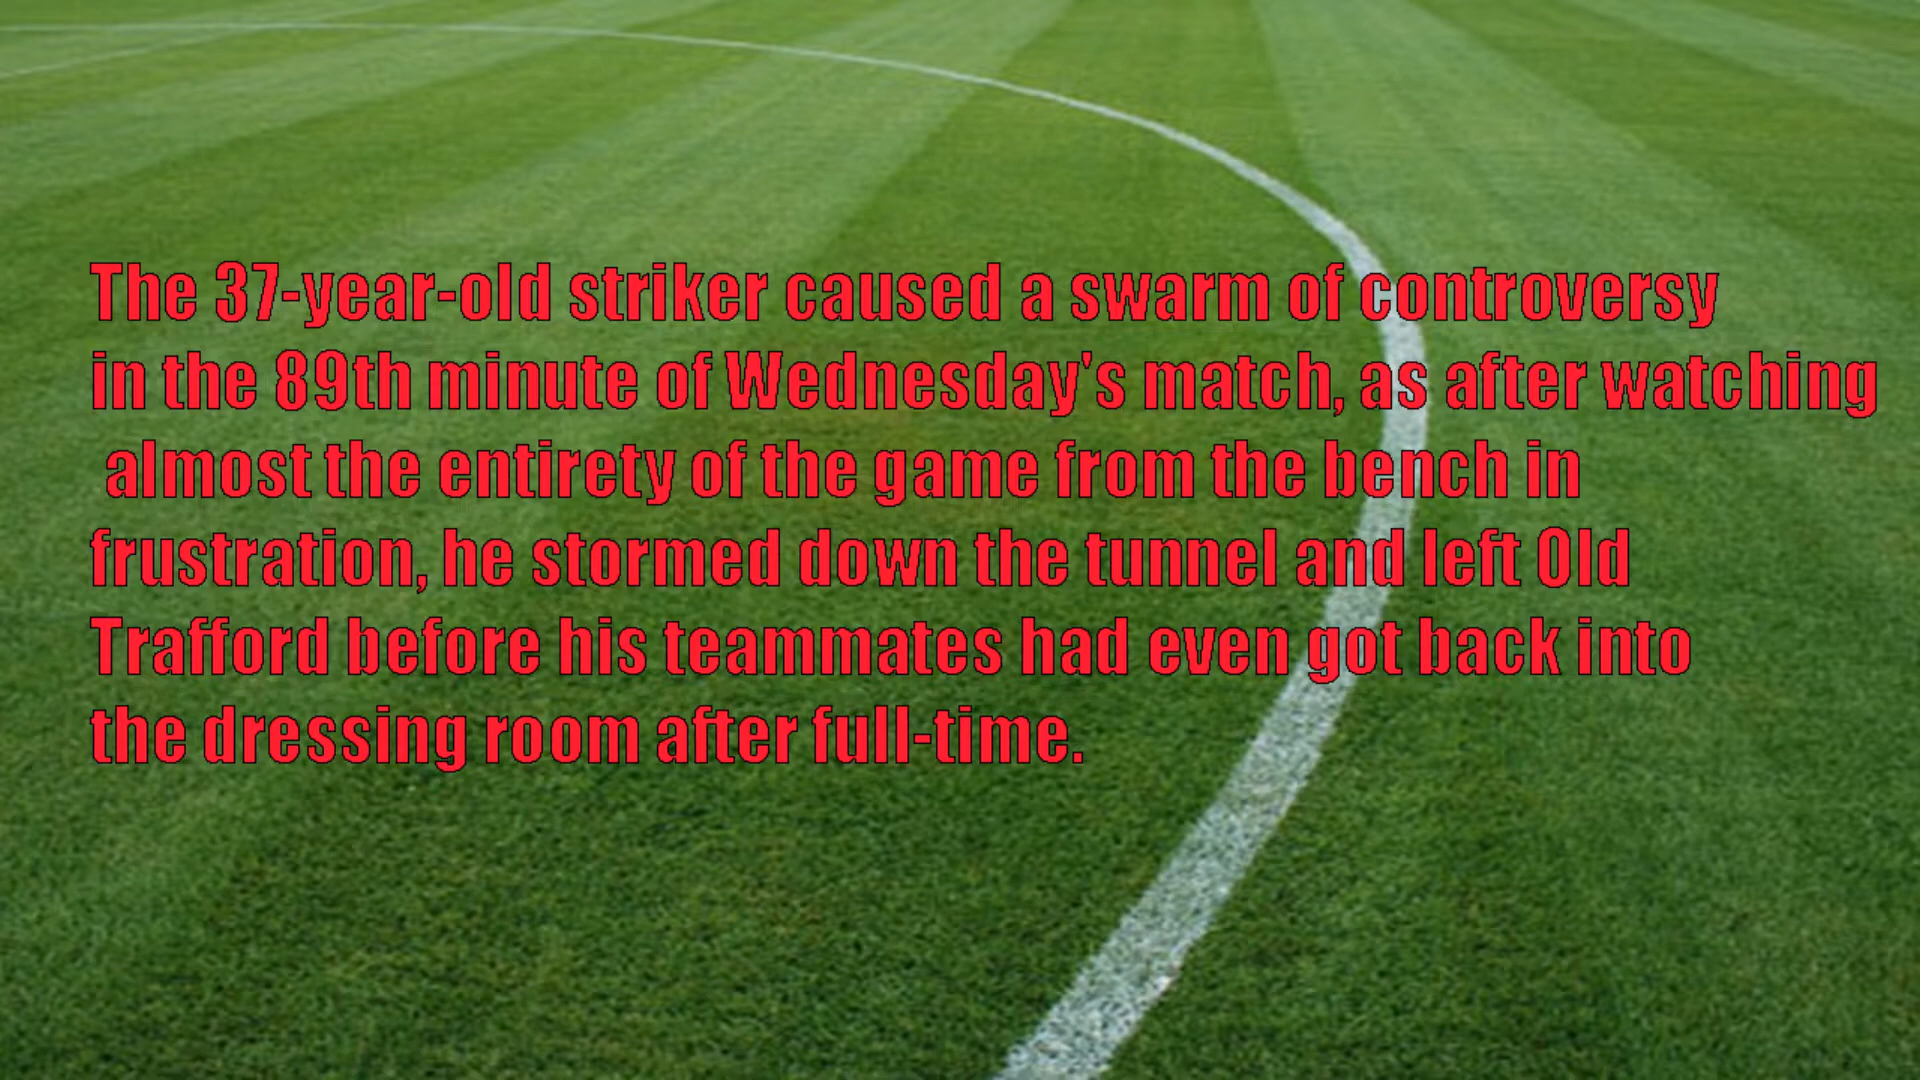 The 37-year-old striker caused a swarm of controversy
in the 89th minute of Wednesday's match, as after watching
almost the entirety of the game from the bench in
frustration, he stormed down the tunnel and left Old
Trafford before his teammates had even got back into
the dressing room after full-time.